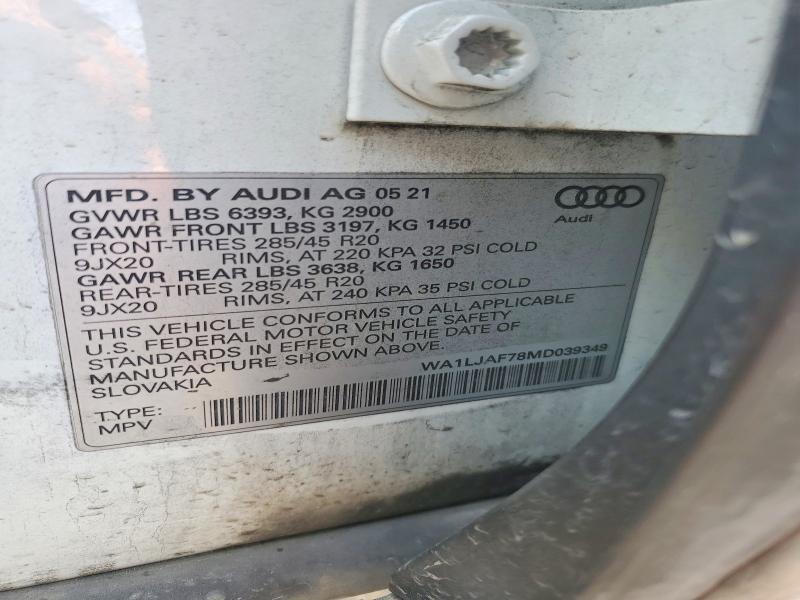 MFD. BY AUDI AG 05 21
Audi
GVWR LBS 6393, KG 2900
GAWR FRONT LBS 3197, KG 1450
FRONT-TIRES 285/45 R20
9JX20 RIMS, AT 220 KPA 32 PSI COLD
GAWR REAR LBS 3638, KG 1650
REAR-TIRES 285/45 R20
9JX20 RIMS, AT 240 KPA 35 PSI COLD
THIS VEHICLE CONFORMS TO ALL APPLICABLE
U.S. FEDERAL MOTOR VEHICLE SAFETY
STANDARDS IN EFFECT ON THE DATE OF
MANUFACTURE SHOWN ABOVE.
SLOVAKIA
WA1LJAF78MD039349
TYPE:
MPV